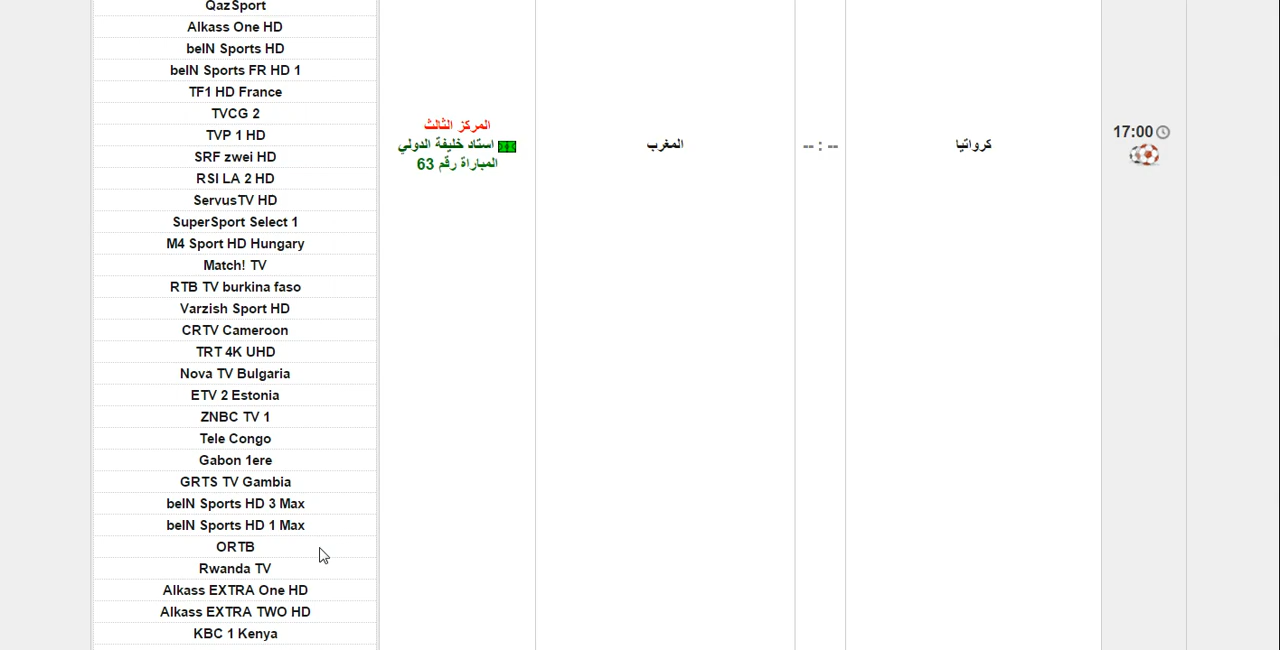 QazSport
Alkass One HD
beIN Sports HD
beIN Sports FR HD 1
TF1 HD France
TVCG 2
TVP 1 HD
SRF zwei HD
RSI LA 2 HD
ServusTV HD
SuperSport Select 1
M4 Sport HD Hungary
Match! TV
RTB TV burkina faso
Varzish Sport HD
CRTV Cameroon
TRT 4K UHD
Nova TV Bulgaria
ETV 2 Estonia
ZNBC TV 1
Tele Congo
Gabon 1ere
GRTS TV Gambia
beIN Sports HD 3 Max
beIN Sports HD 1 Max
ORTB
Rwanda TV
Alkass EXTRA One HD
Alkass EXTRA TWO HD
KBC 1 Kenya
المركز الثالث
استاد خليفة الدولي
المباراة رقم 63
المغرب
-- : --
كرواتيا
17:00